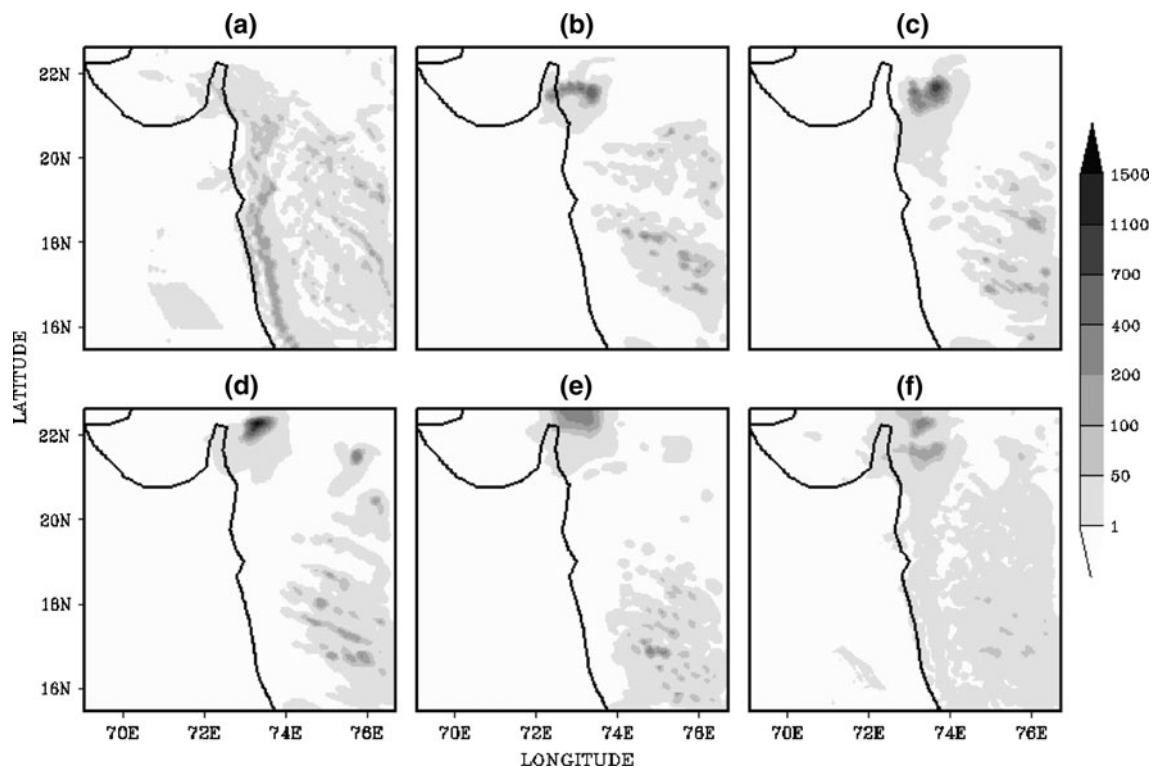 (a) (b) (c)
22N
20N
18N
16N
1500
1100
700
400
200
100
50
1
LATITUDE
(d) (e) (f)
22N
20N
18N
16N
70E 72E 74E 76E 70E 72E 74E 76E 70E 72E 74E 76E
LONGITUDE